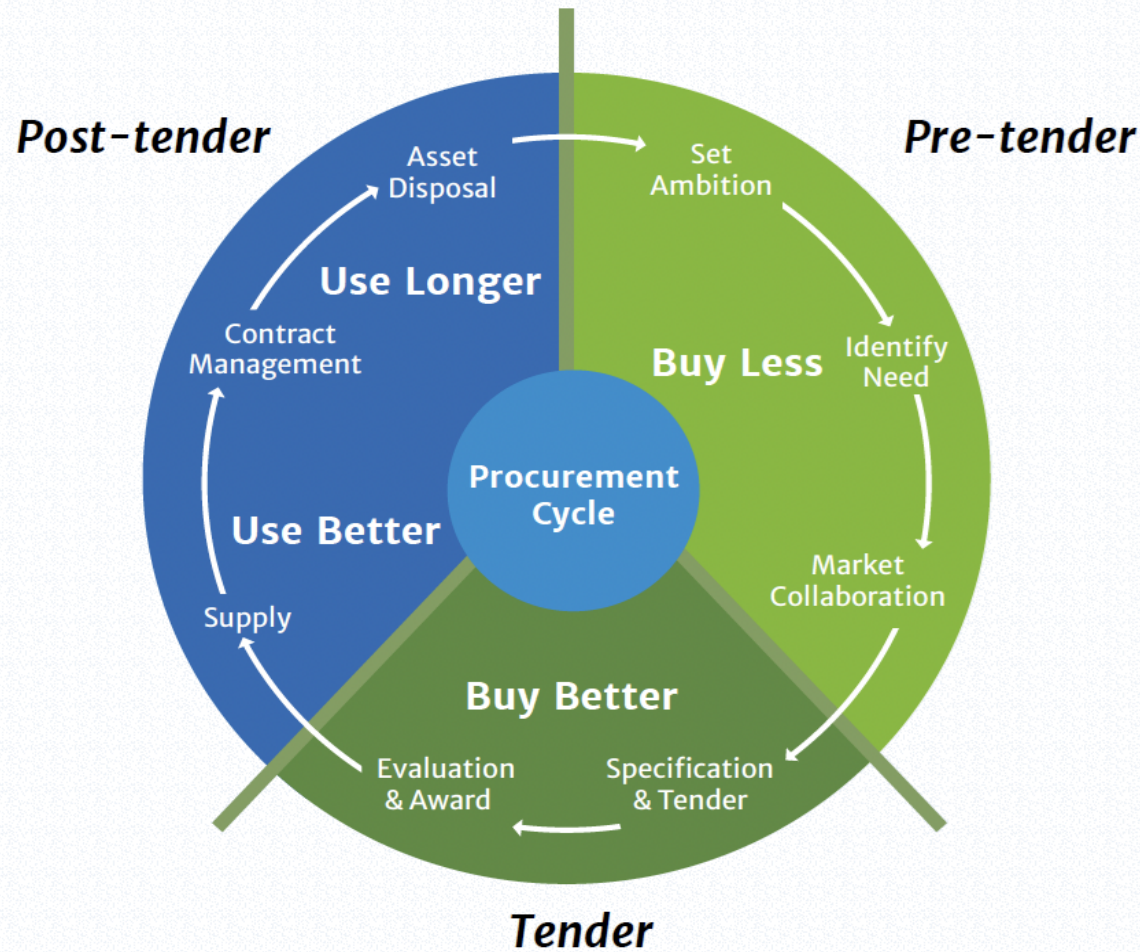 Post-tender
Pre-tender
Asset
Disposal
Set
Ambition
Use Longer
Contract
Management
Buy Less
Identify
Need
Procurement
Cycle
Use Better
Market
Collaboration
Supply
Buy Better
Evaluation
& Award
Specification
& Tender
Tender